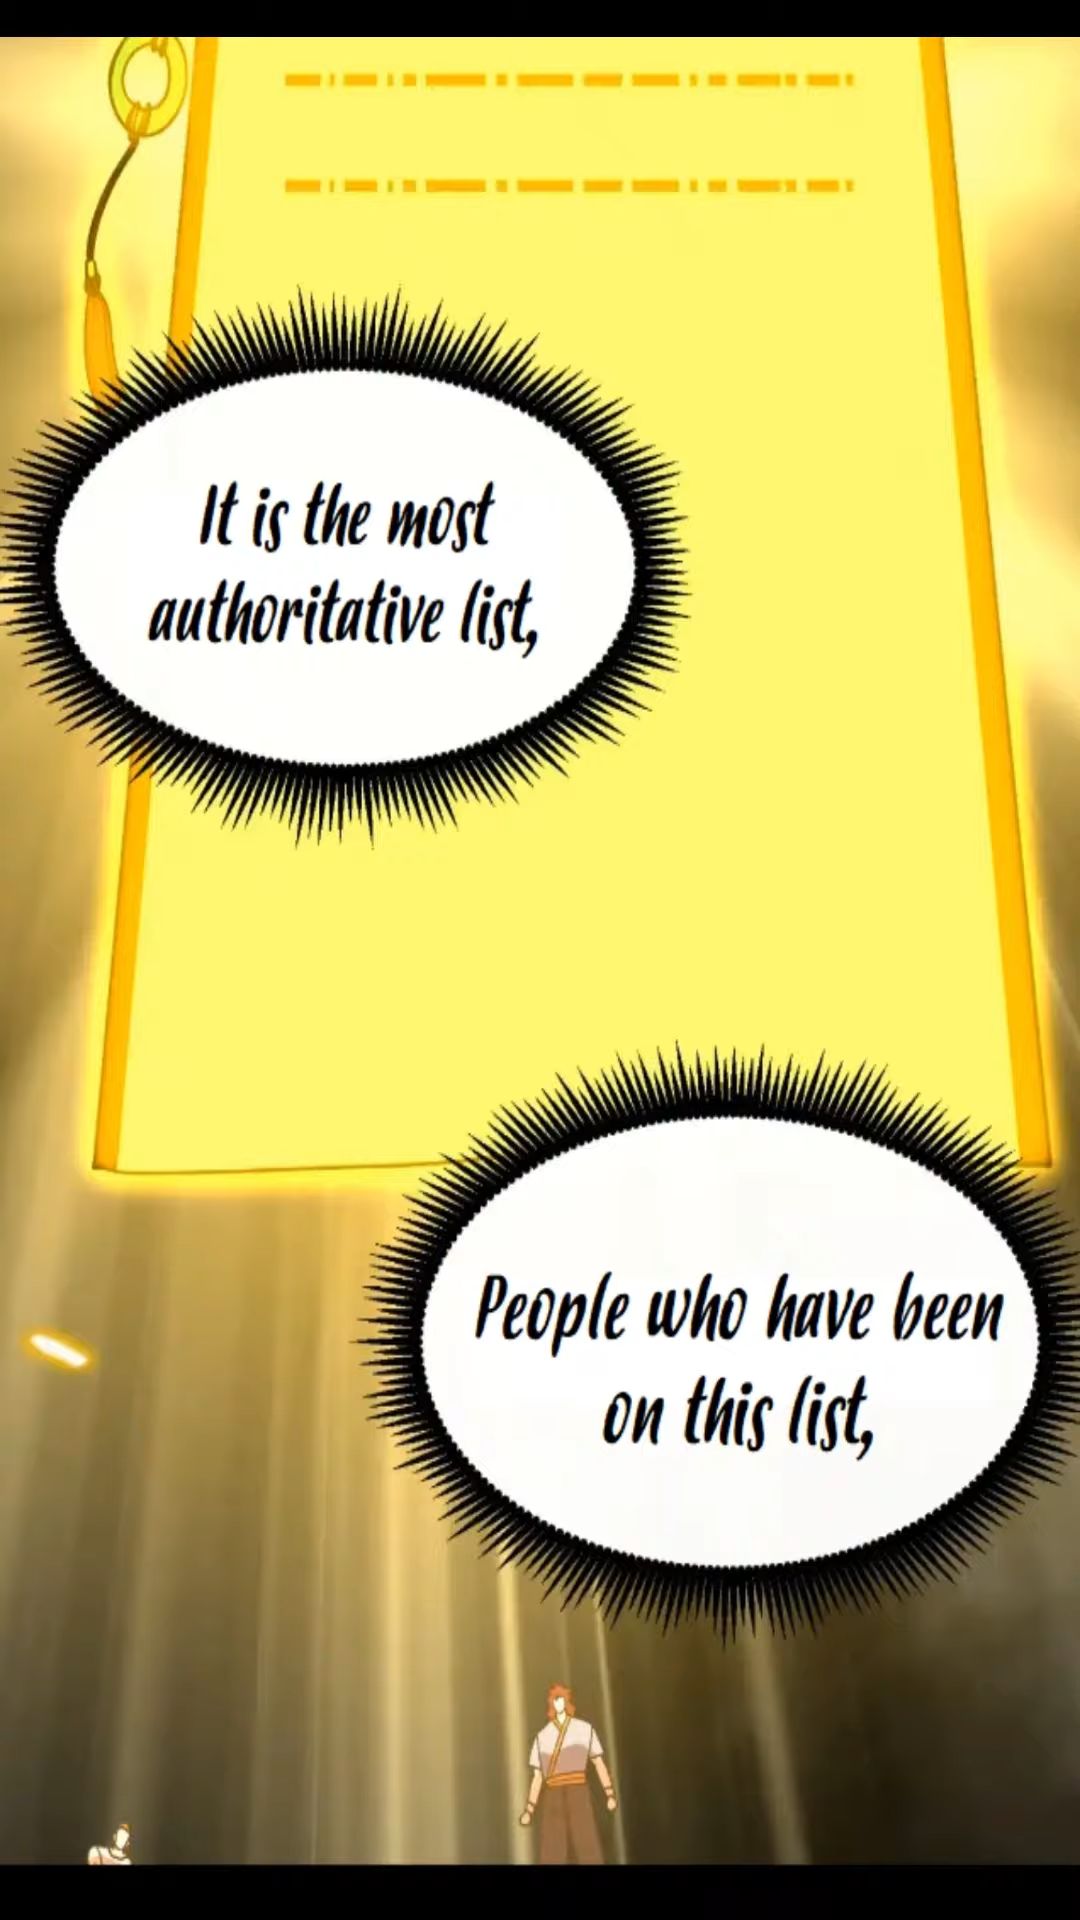 It is the most
authoritative list,
People who have been
on this list,